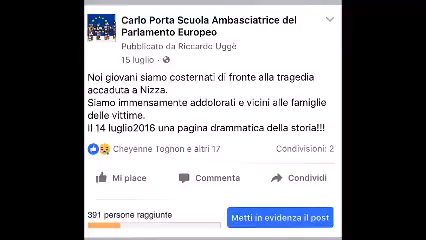 Carlo Porta Scuola Ambasciatrice del
Parlamento Europeo
Pubblicato da Riccardo Uggè
15 luglio ·
Noi giovani siamo costernati di fronte alla tragedia
accaduta a Nizza.
Siamo immensamente addolorati e vicini alle famiglie
delle vittime.
Il 14 luglio2016 una pagina drammatica della storia!!!
Cheyenne Tognon e altri 17
Condivisioni: 2
Mi piace
Commenta
Condividi
391 persone raggiunte
Metti in evidenza il post